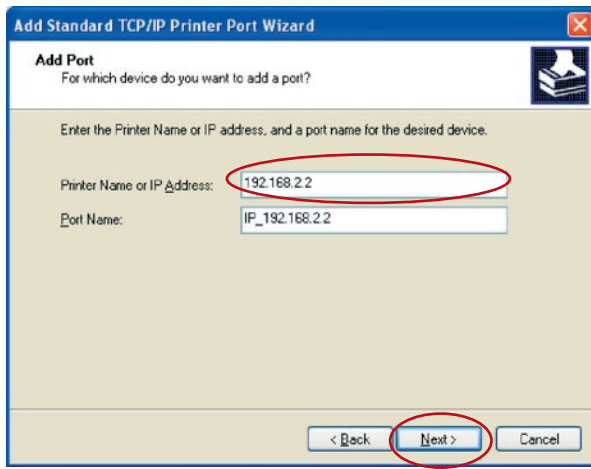 Add Standard TCP/IP Printer Port Wizard
Add Port
For which device do you want to add a port?
Enter the Printer Name or IP address, and a port name for the desired device.
Printer Name or IP Address: 192.168.2.2
Port Name: IP_192.168.2.2
< Back Next > Cancel